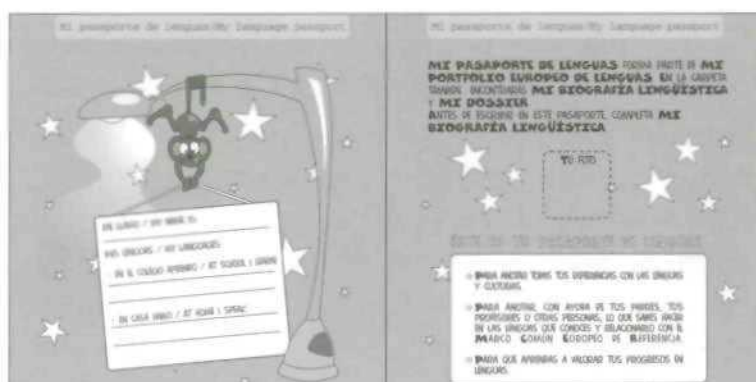 Mi pasaporte de lenguas/My language passport
ME LLAMO / MY NAME IS
MIS LENGUAS / MY LANGUAGES
- EN EL COLEGIO APRENDO / AT SCHOOL I LEARN
- EN CASA HABLO / AT HOME I SPEAK
Mi pasaporte de lenguas/My language passport
MI PASAPORTE DE LENGUAS FORMA PARTE DE MI
PORTFOLIO EUROPEO DE LENGUAS. EN LA CARPETA
TAMBIÉN ENCONTRARÁS MI BIOGRAFÍA LINGÜÍSTICA
Y MI DOSSIER.
ANTES DE ESCRIBIR EN ESTE PASAPORTE, COMPLETA MI
BIOGRAFÍA LINGÜÍSTICA
TU FOTO
ESTE ES TU PASAPORTE DE LENGUAS
PARA ANOTAR TODAS TUS EXPERIENCIAS CON LAS LENGUAS
Y CULTURAS.
PARA ANOTAR, CON AYUDA DE TUS PADRES, TUS
PROFESORES U OTRAS PERSONAS, LO QUE SABES HACER
EN LAS LENGUAS QUE CONOCES Y RELACIONARLO CON EL
MARCO COMÚN EUROPEO DE REFERENCIA.
PARA QUE APRENDAS A VALORAR TUS PROGRESOS EN
LENGUAS.